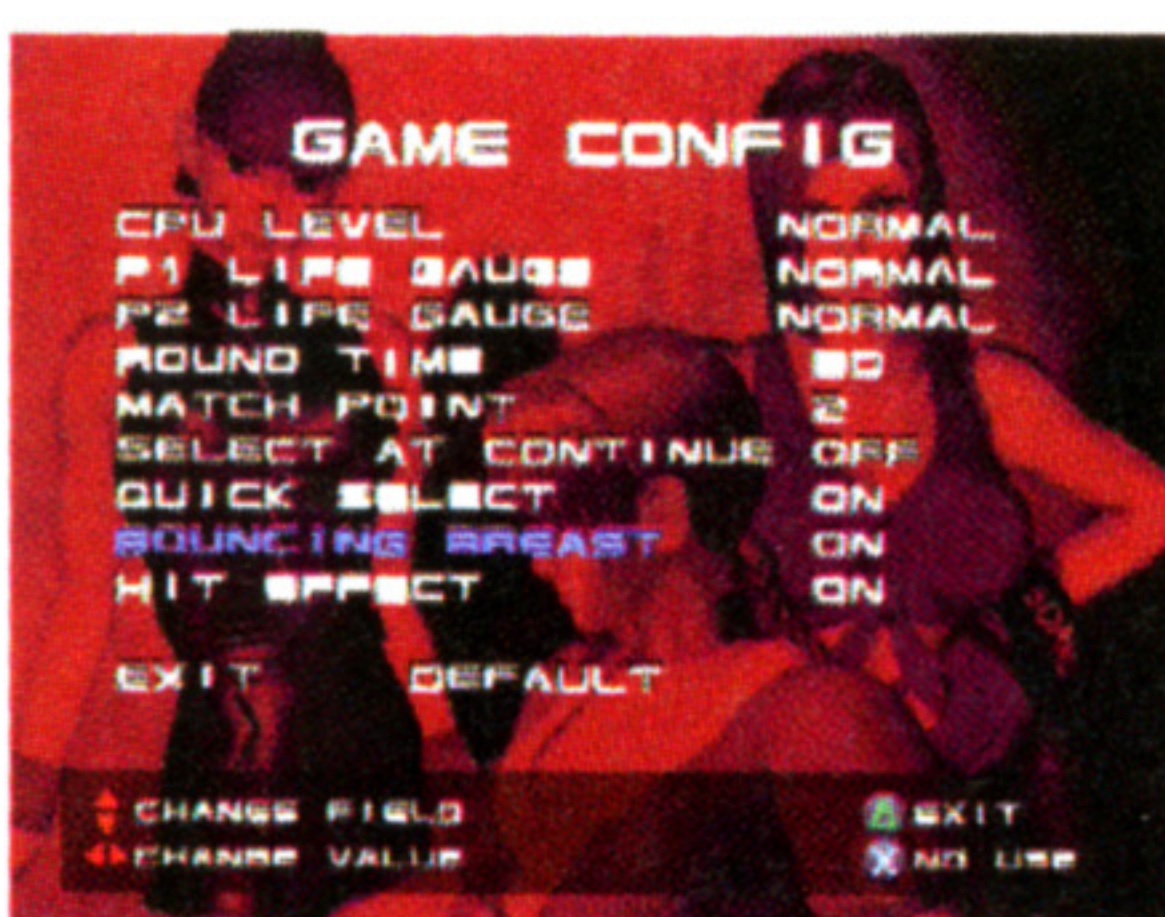 GAME CONFIG
CPU LEVEL NORMAL
P1 LIFE GAUGE NORMAL
P2 LIFE GAUGE NORMAL
ROUND TIME
MATCH POINT 2
SELECT AT CONTINUE OFF
QUICK SELECT ON
BOUNCING BREAST ON
HIT EFFECT ON
EXIT DEFAULT
CHANGE FIELD A EXIT
CHANGE VALUE X NO USE